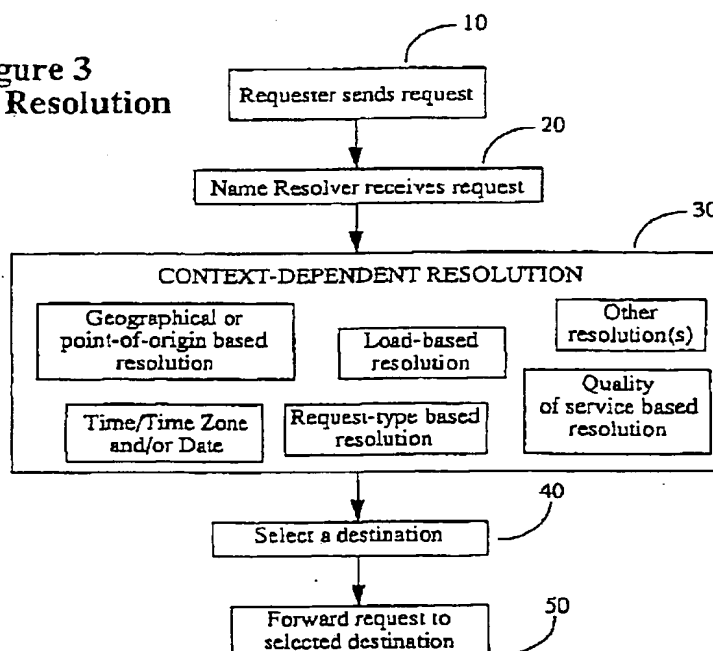 gure 3
Resolution
10
Requester sends request
20
Name Resolver receives request
30
CONTEXT-DEPENDENT RESOLUTION
Geographical or
point-of-origin based
resolution
Load-based
resolution
Other
resolution(s)
Time/Time Zone
and/or Date
Request-type based
resolution
Quality
of service based
resolution
40
Select a destination
50
Forward request to
selected destination